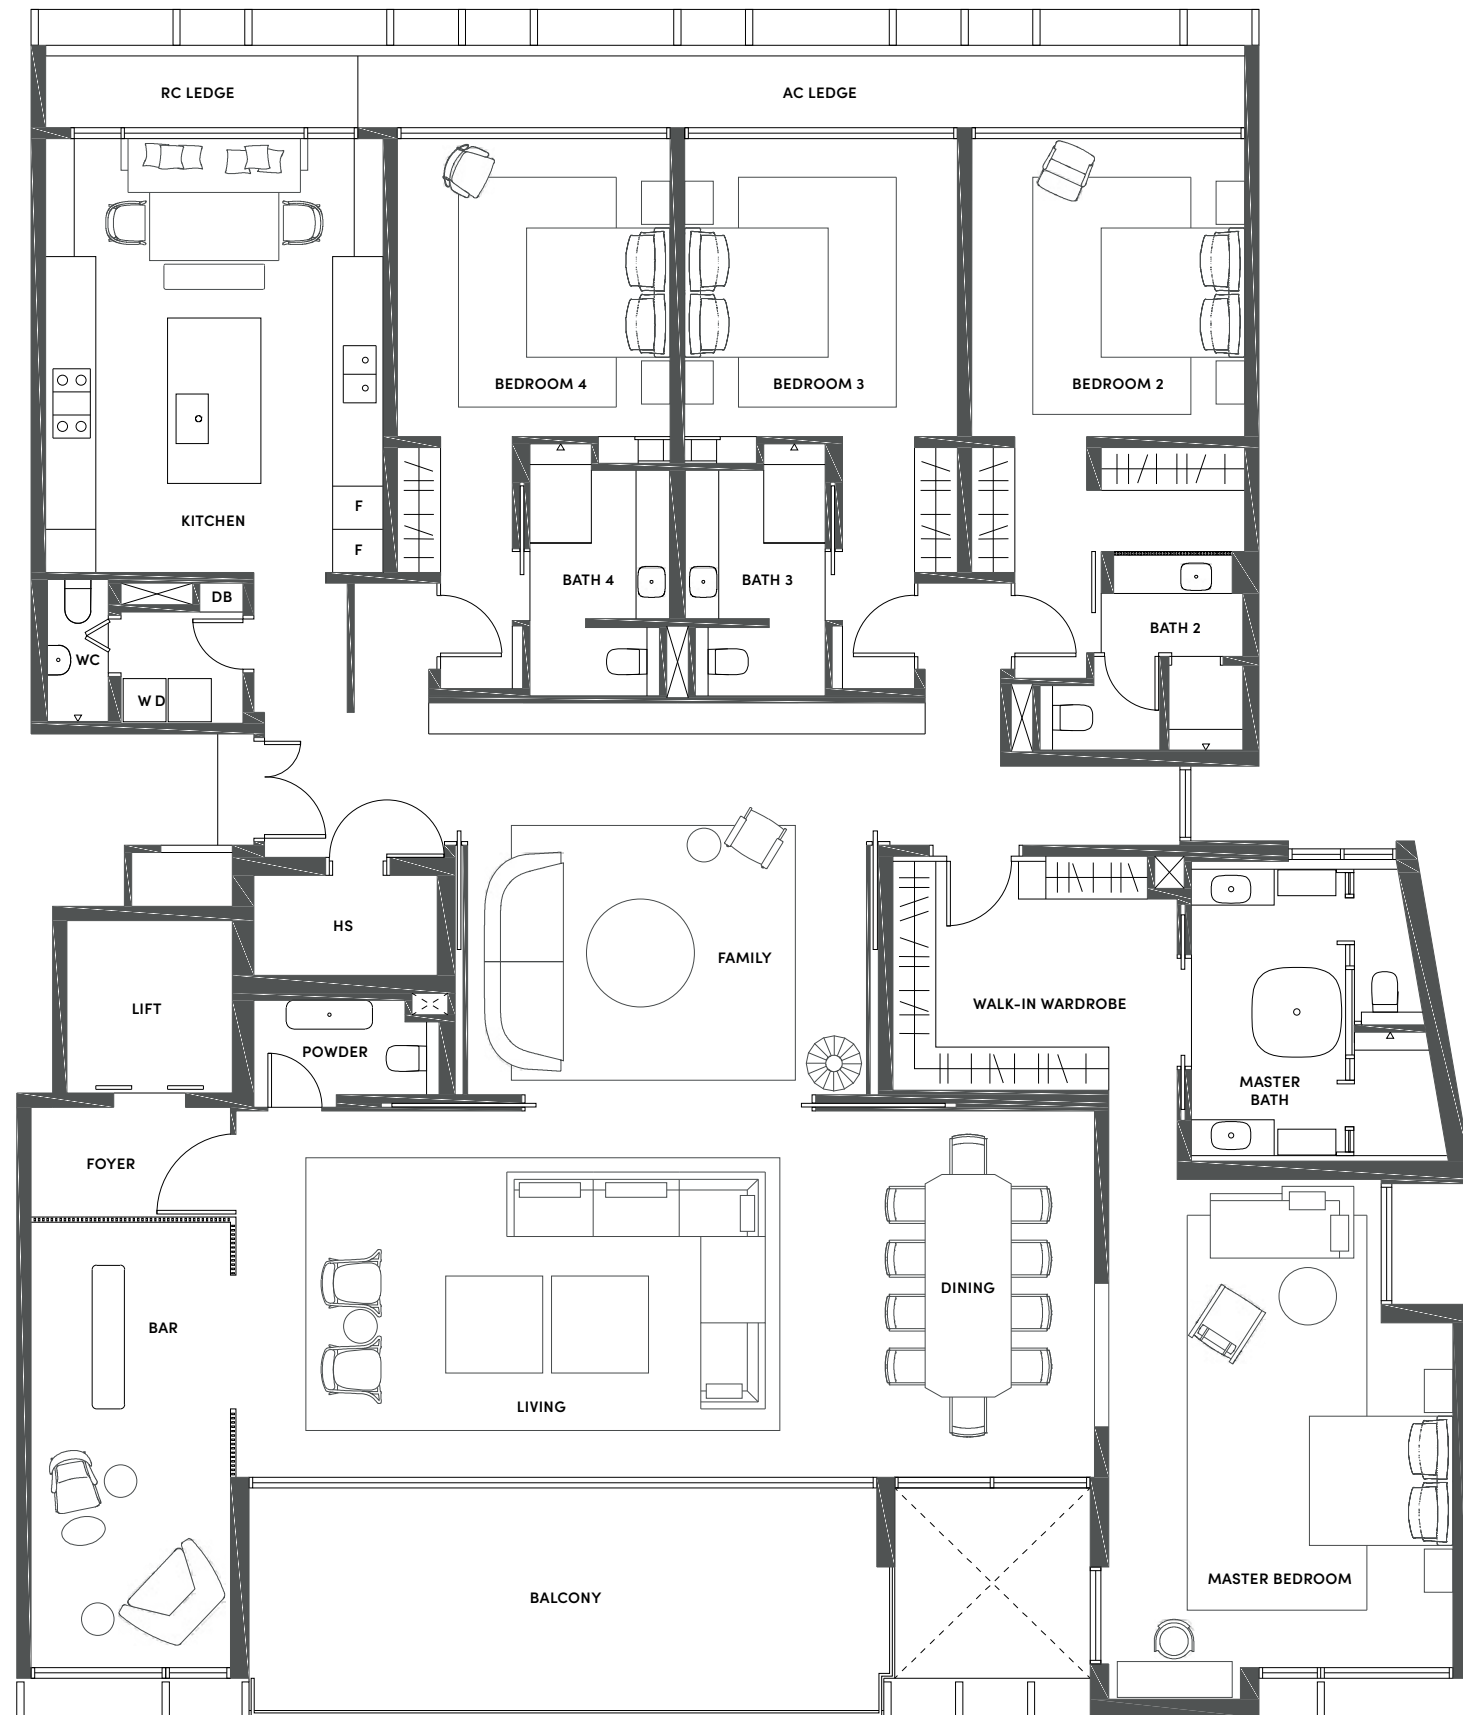 RC LEDGE
AC LEDGE
BEDROOM 4
BEDROOM 3
BEDROOM 2
F
KITCHEN
F
BATH 4
BATH 3
DB
BATH 2
WC
W D
HS
FAMILY
WALK-IN WARDROBE
LIFT
POWDER
MASTER
BATH
FOYER
DINING
BAR
LIVING
MASTER BEDROOM
BALCONY